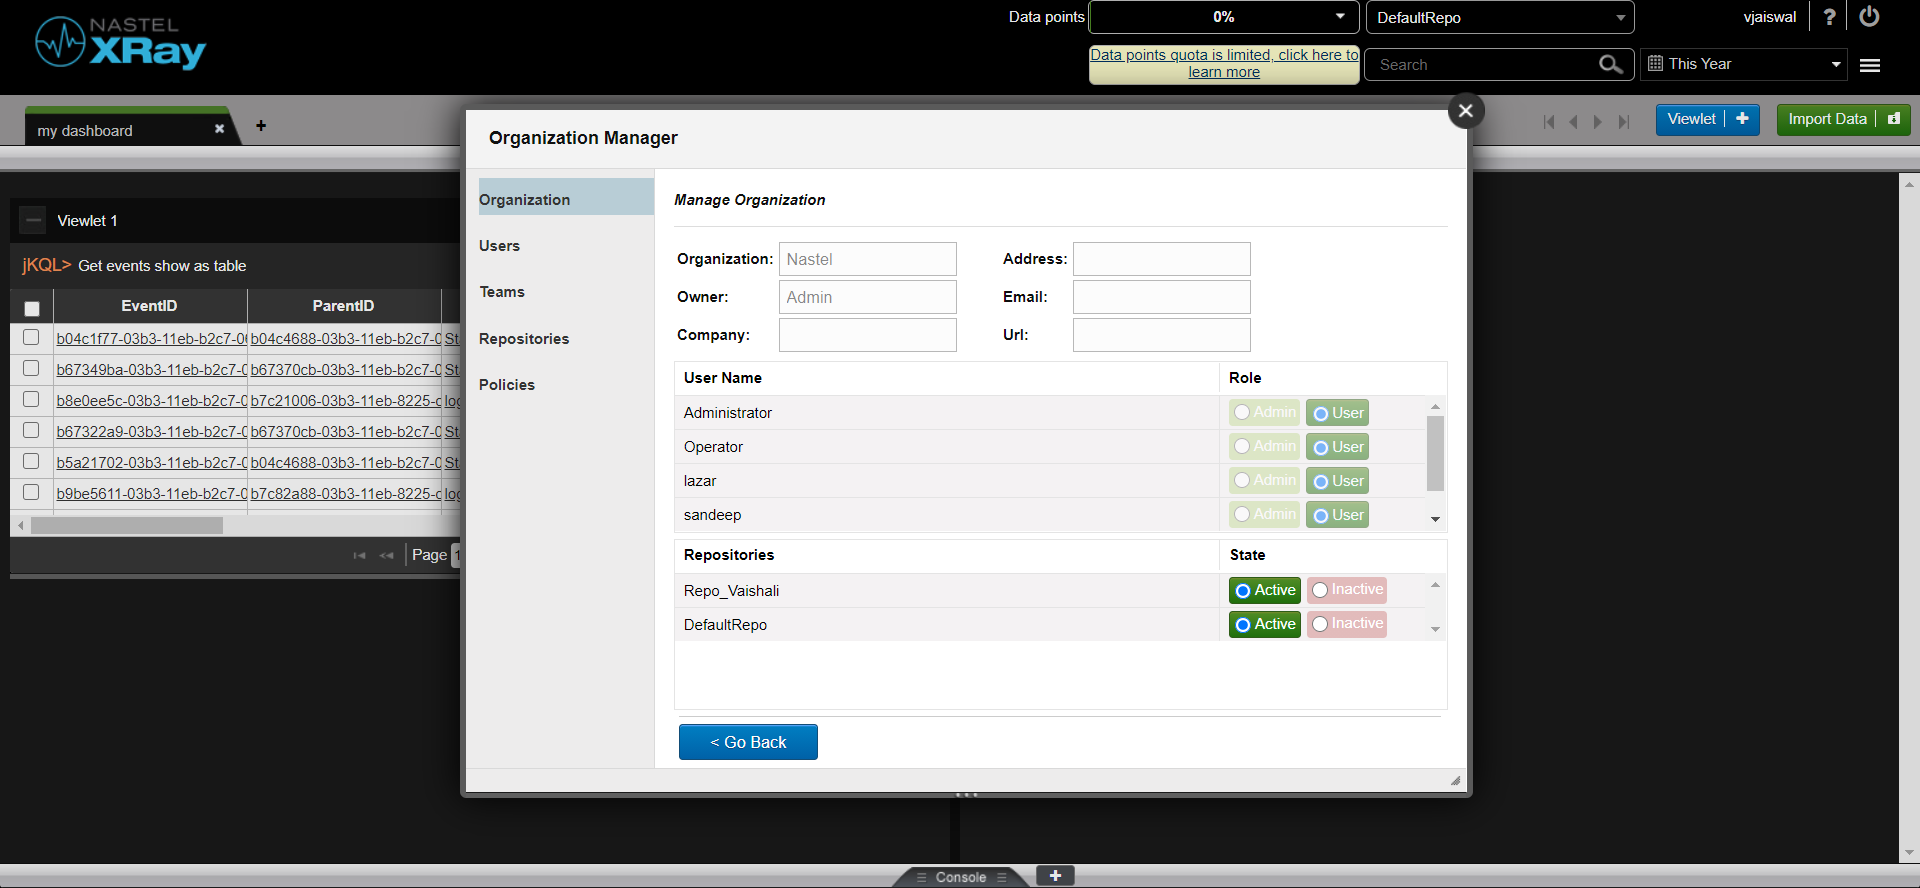 NASTEL
XRay
Data points
0%
DefaultRepo
vjaiswal
?
Data points quota is limited, click here to
learn more
Search
This Year
my dashboard
Viewlet
Import Data
Organization Manager
Organization
Users
Teams
Repositories
Policies
Manage Organization
Organization: Nastel
Address:
Owner: Admin
Email:
Company:
Url:
User Name Role
Administrator Admin User
Operator Admin User
lazar Admin User
sandeep Admin User
Repositories State
Repo_Vaishali Active Inactive
DefaultRepo Active Inactive
< Go Back
Viewlet 1
jKQL> Get events show as table
EventID ParentID
b04c1f77-03b3-11eb-b2c7-0 b04c4688-03b3-11eb-b2c7-0 St
b67349ba-03b3-11eb-b2c7-0 b67370cb-03b3-11eb-b2c7-0 St
b8e0ee5c-03b3-11eb-b2c7-0 b7c21006-03b3-11eb-8225-c log
b67322a9-03b3-11eb-b2c7-0 b67370cb-03b3-11eb-b2c7-0 St
b5a21702-03b3-11eb-b2c7-0 b04c4688-03b3-11eb-b2c7-0 St
b9be5611-03b3-11eb-b2c7-0 b7c82a88-03b3-11eb-8225-c log
Page 1
Console